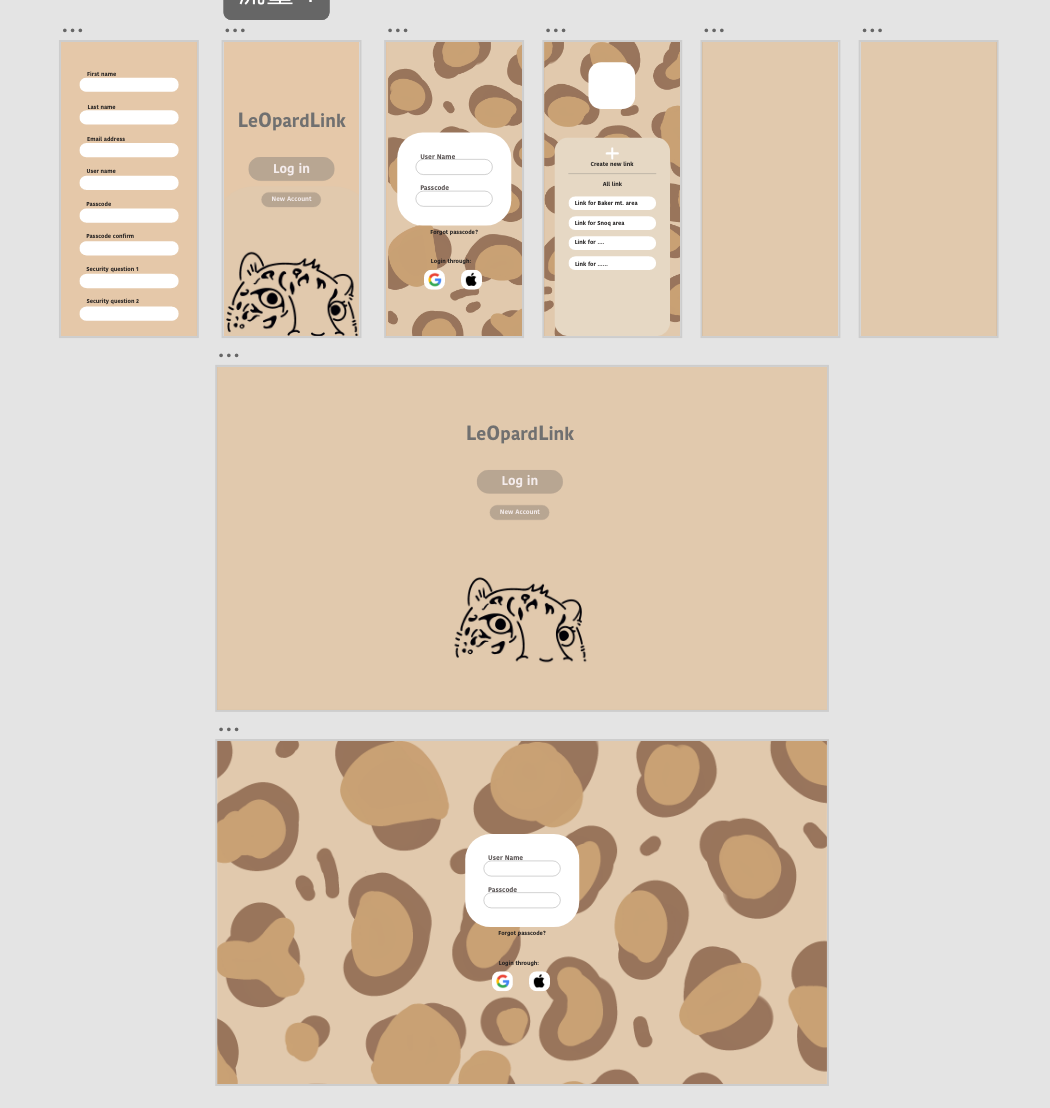 First name
Last name
Email address
User name
Passcode
Passcode confirm
Security question 1
Security question 2
LeOpardLink
Log in
New Account
User Name
Passcode
Forgot passcode?
Login through:
G
Create new link
All link
Link for Baker mt. area
Link for Snoq area
Link for ....
Link for ......
LeOpardLink
Log in
New Account
User Name
Passcode
Forgot passcode?
Login through:
G